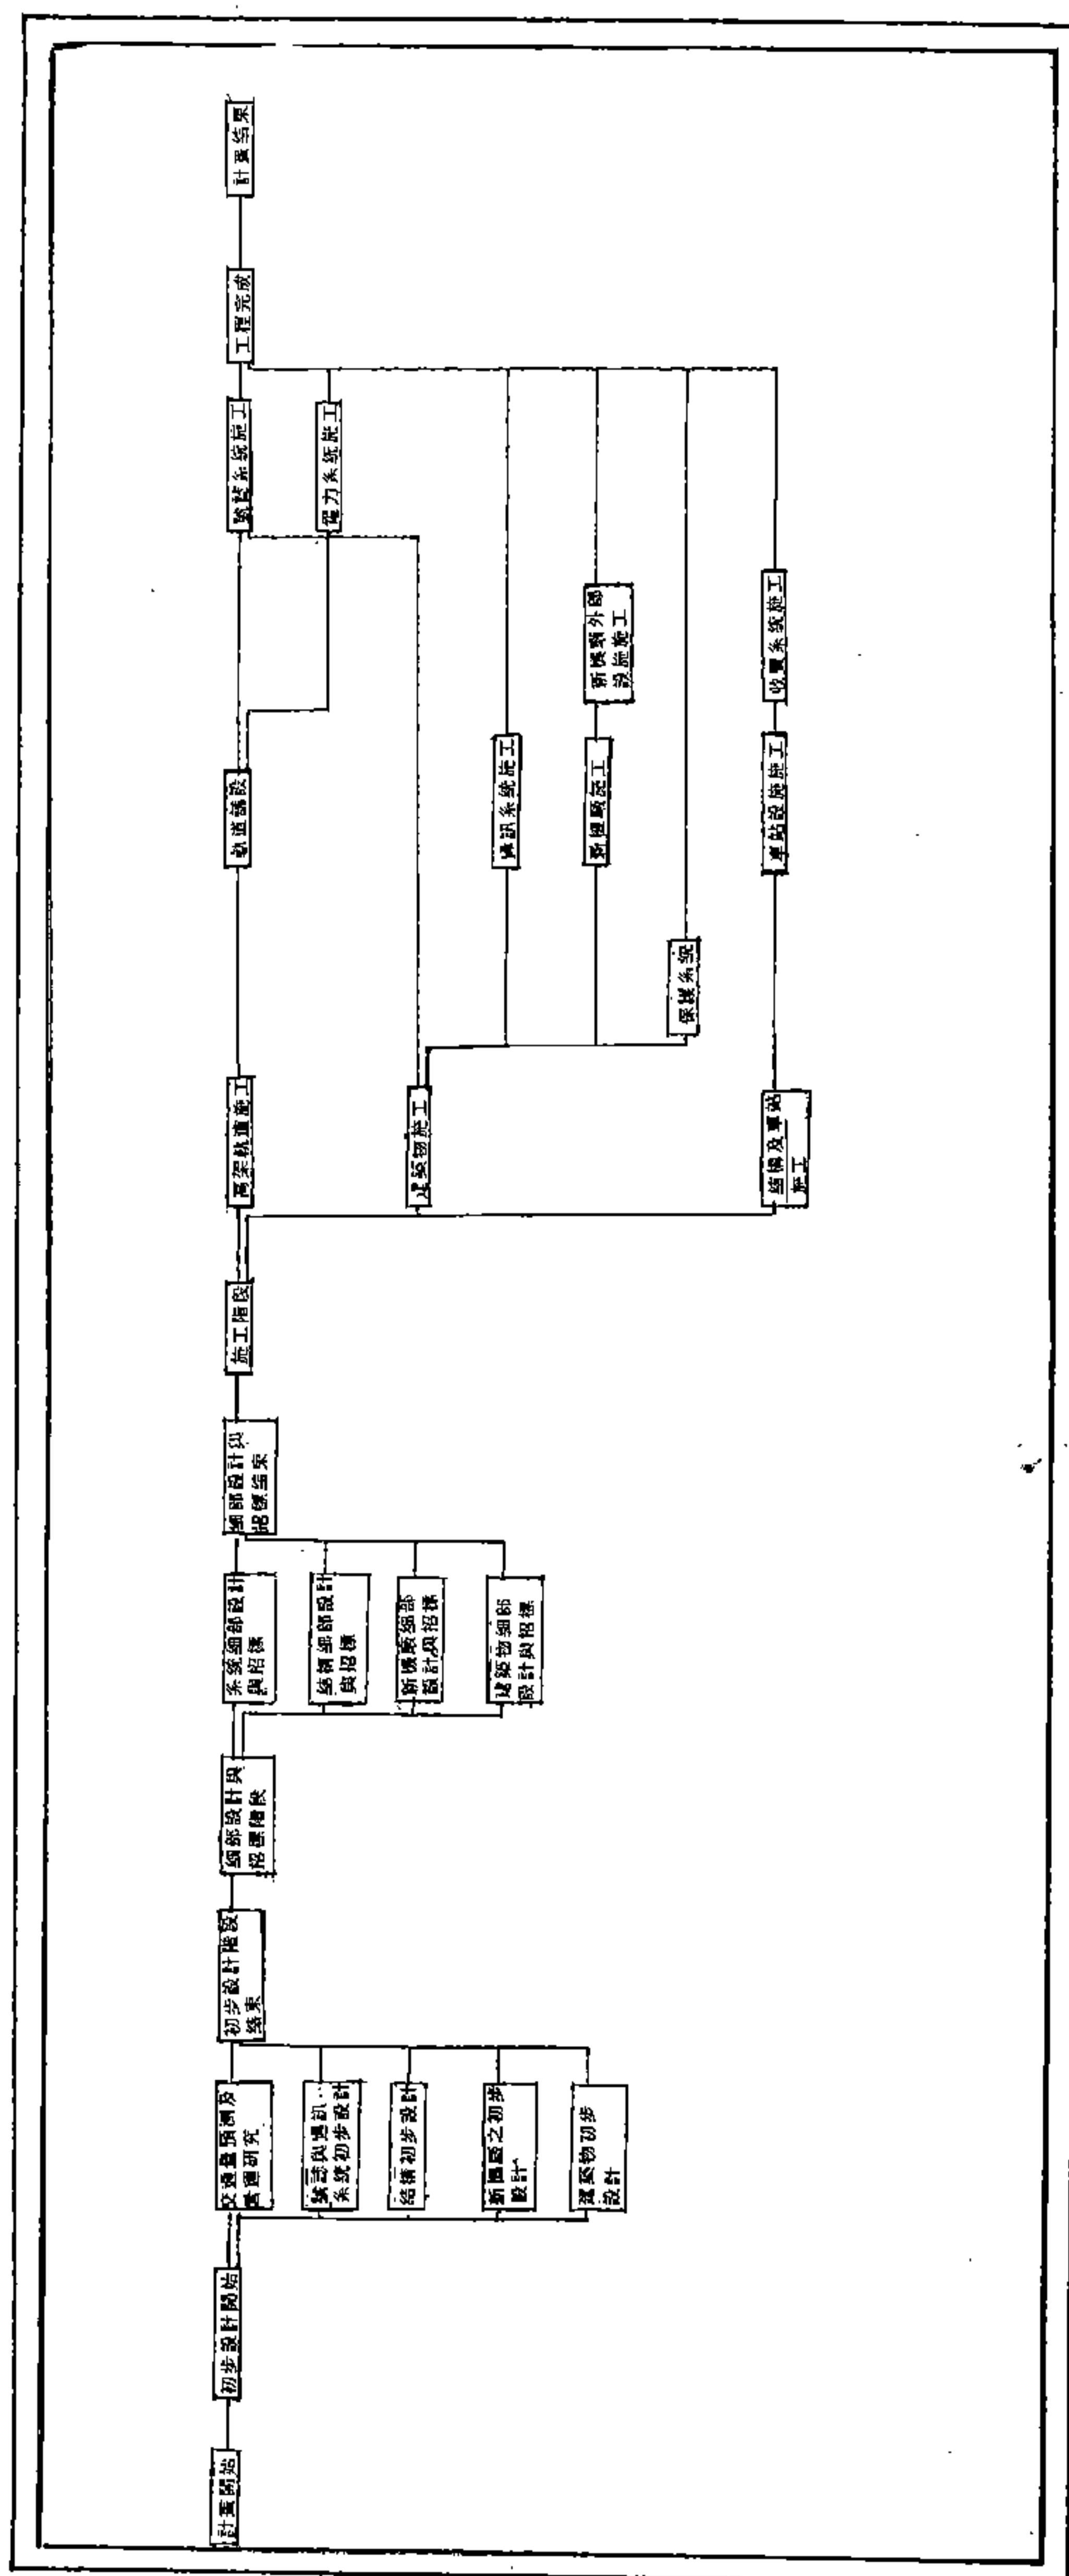 計畫開始
初步設計開始
交通量預測及
營運研究
號誌與通訊
系統初步設計
結構初步設計
新機廠之初步
設計
建築物初步
設計
初步設計階段
結束
細部設計與
招標階段
系統細部設計
與招標
結構細部設計
與招標
新機廠細部
設計與招標
建築物細部
設計與招標
細部設計與
招標結束
施工階段
高架軌道施工
建築物施工
結構及車站
施工
軌道舖設
通訊系統施工
新機廠施工
保護系統
車站設施施工
新機廠外部
設施施工
收費系統施工
號誌系統施工
電力系統施工
工程完成
計畫結束